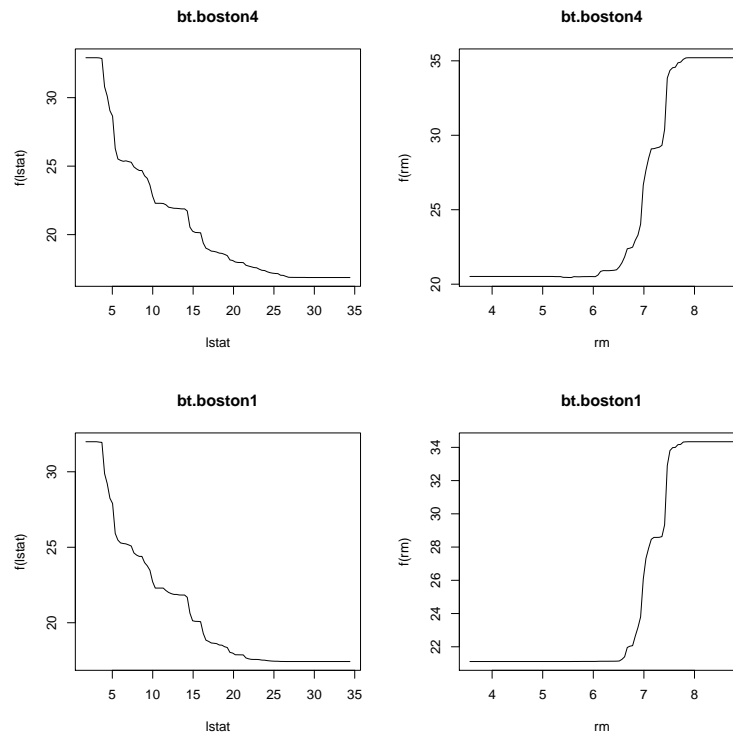 bt.boston4
f(lstat)
30
25
20
5 10 15 20 25 30 35
lstat
bt.boston4
f(rm)
35
30
25
20
4 5 6 7 8
rm
bt.boston1
f(lstat)
30
25
20
5 10 15 20 25 30 35
lstat
bt.boston1
f(rm)
34
32
30
28
26
24
22
4 5 6 7 8
rm